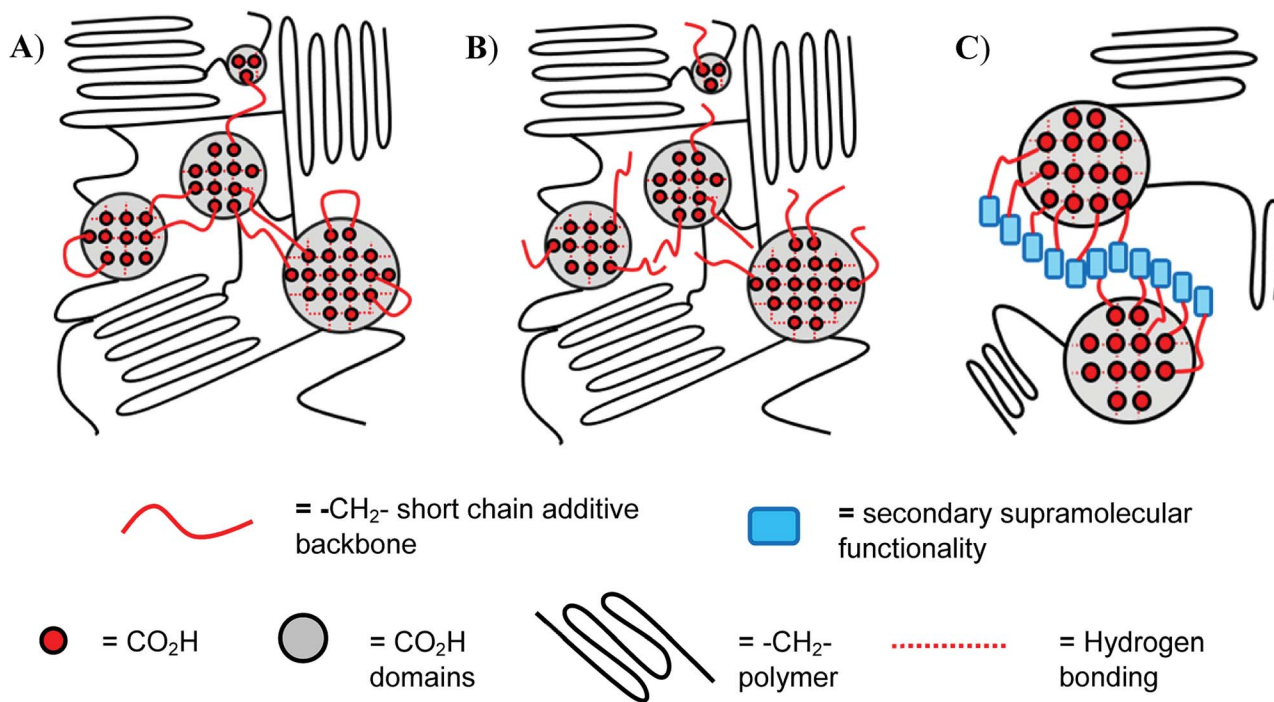 A)
B)
C)
= -CH₂- short chain additive
backbone
= secondary supramolecular
functionality
= CO₂H
= CO₂H
domains
= -CH₂-
polymer
= Hydrogen
bonding